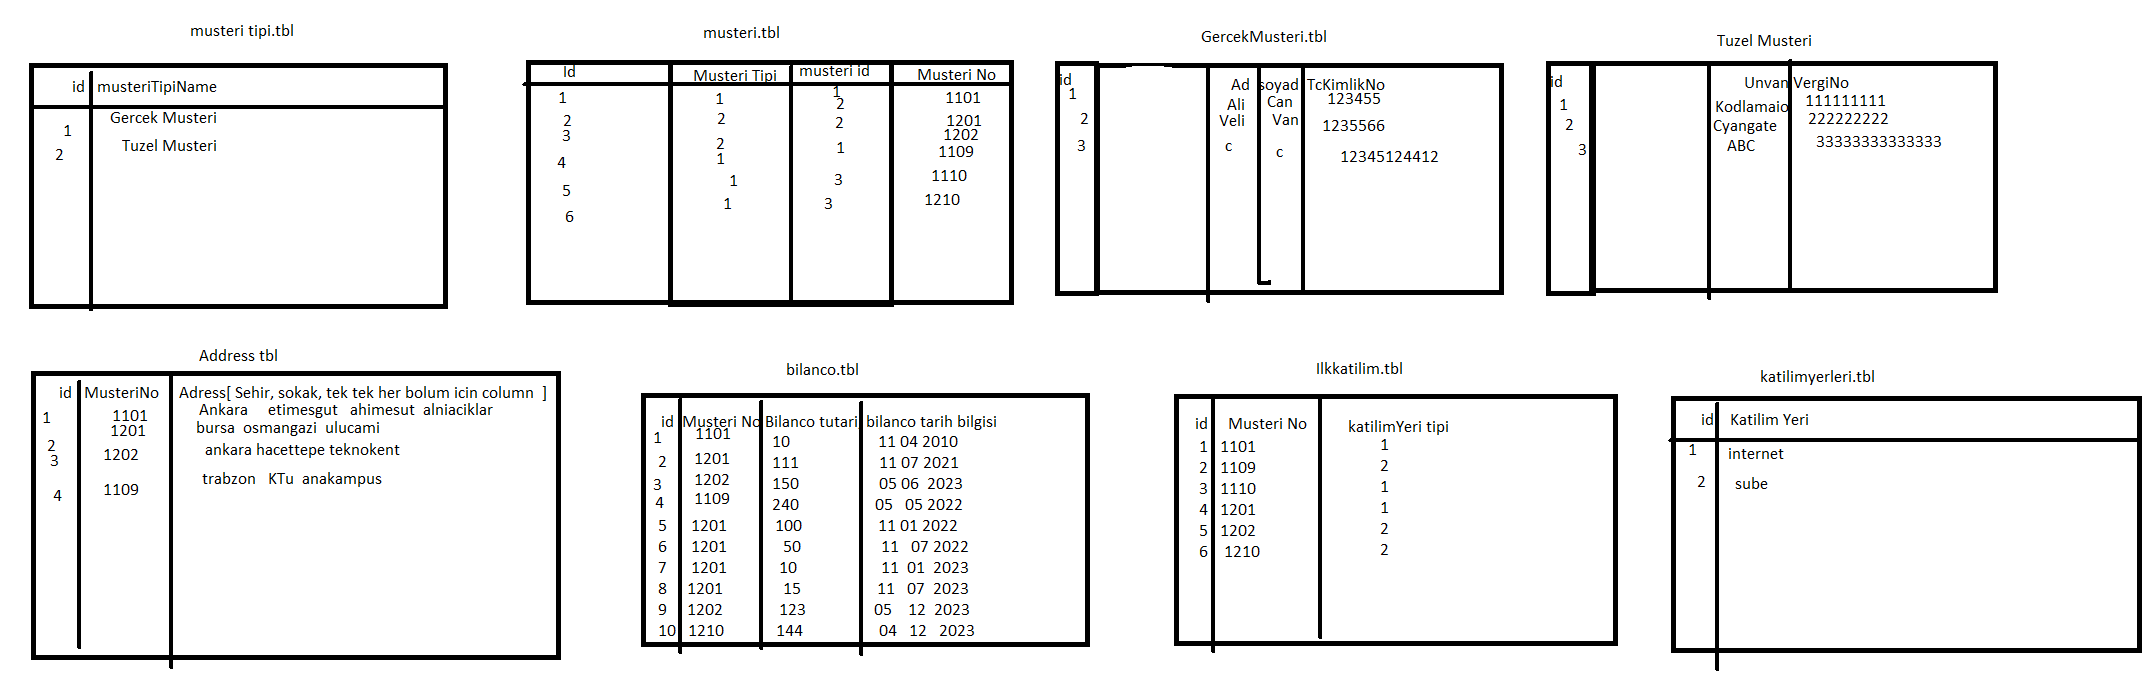 musteri tipi.tbl
id musteriTipiName
Gercek Musteri
1
Tuzel Musteri
2
musteri.tbl
Id Musteri Tipi musteri id Musteri No
1 1 1 1101
2
2 2 2 1201
3 1202
2 1 1109
4 1
1 3 1110
5
1 3 1210
6
GercekMusteri.tbl
id
Ad soyad TcKimlikNo
1 Ali Can 123455
2 Veli Van 1235566
3 c c 12345124412
Tuzel Musteri
id Unvan VergiNo
1 Kodlamaio 111111111
2 Cyangate 222222222
3 ABC 33333333333333
Address tbl
id MusteriNo Adress[ Sehir, sokak, tek tek her bolum icin column ]
1 1101 Ankara etimesgut ahimesut alniaciklar
1201 bursa osmangazi ulucami
2
3 1202 ankara hacettepe teknokent
4 1109 trabzon KTu anakampus
bilanco.tbl
id Musteri No Bilanco tutari bilanco tarih bilgisi
1 1101 10 11 04 2010
2 1201 111 11 07 2021
3 1202 150 05 06 2023
4 1109 240 05 05 2022
5 1201 100 11 01 2022
6 1201 50 11 07 2022
7 1201 10 11 01 2023
8 1201 15 11 07 2023
9 1202 123 05 12 2023
10 1210 144 04 12 2023
Ilkkatilim.tbl
id Musteri No katilimYeri tipi
1 1101 1
2 1109 2
3 1110 1
4 1201 1
5 1202 2
6 1210 2
katilimyerleri.tbl
id Katilim Yeri
1 internet
2 sube